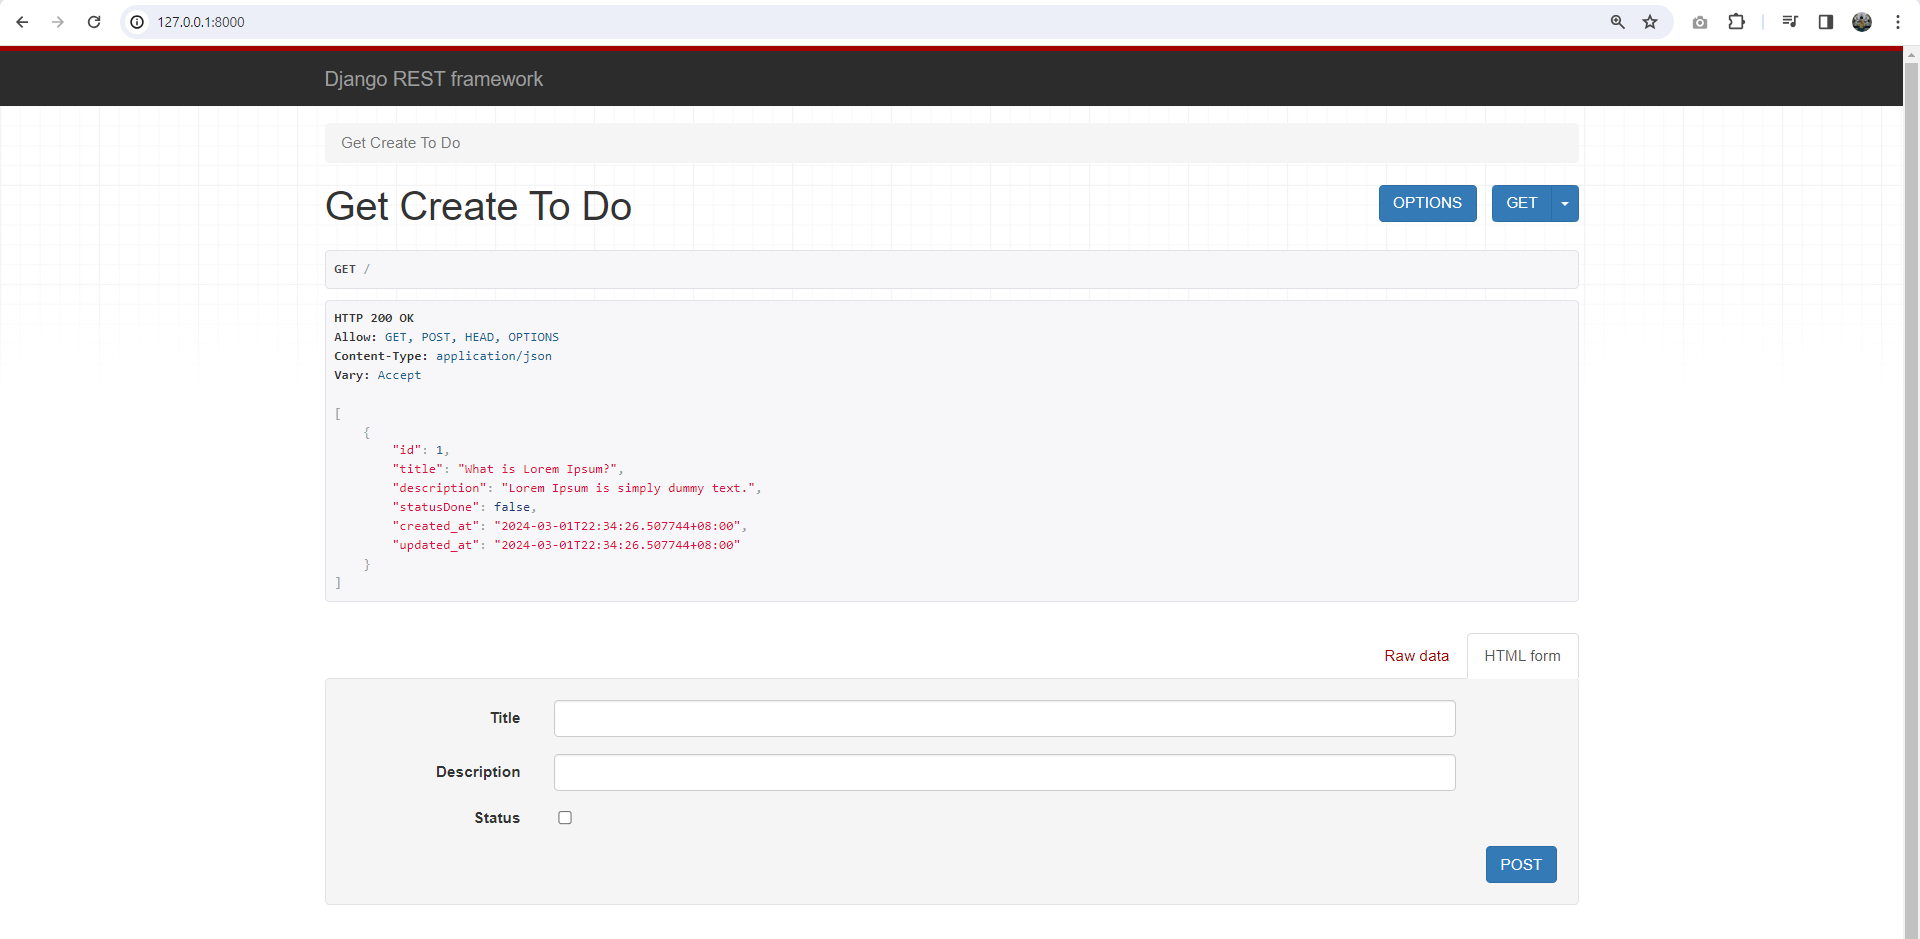 127.0.0.1:8000
Django REST framework
Get Create To Do
Get Create To Do
OPTIONS GET
GET /
HTTP 200 OK
Allow: GET, POST, HEAD, OPTIONS
Content-Type: application/json
Vary: Accept
[
    {
        "id": 1,
        "title": "What is Lorem Ipsum?",
        "description": "Lorem Ipsum is simply dummy text.",
        "statusDone": false,
        "created_at": "2024-03-01T22:34:26.507744+08:00",
        "updated_at": "2024-03-01T22:34:26.507744+08:00"
    }
]
Raw data HTML form
Title
Description
Status
POST